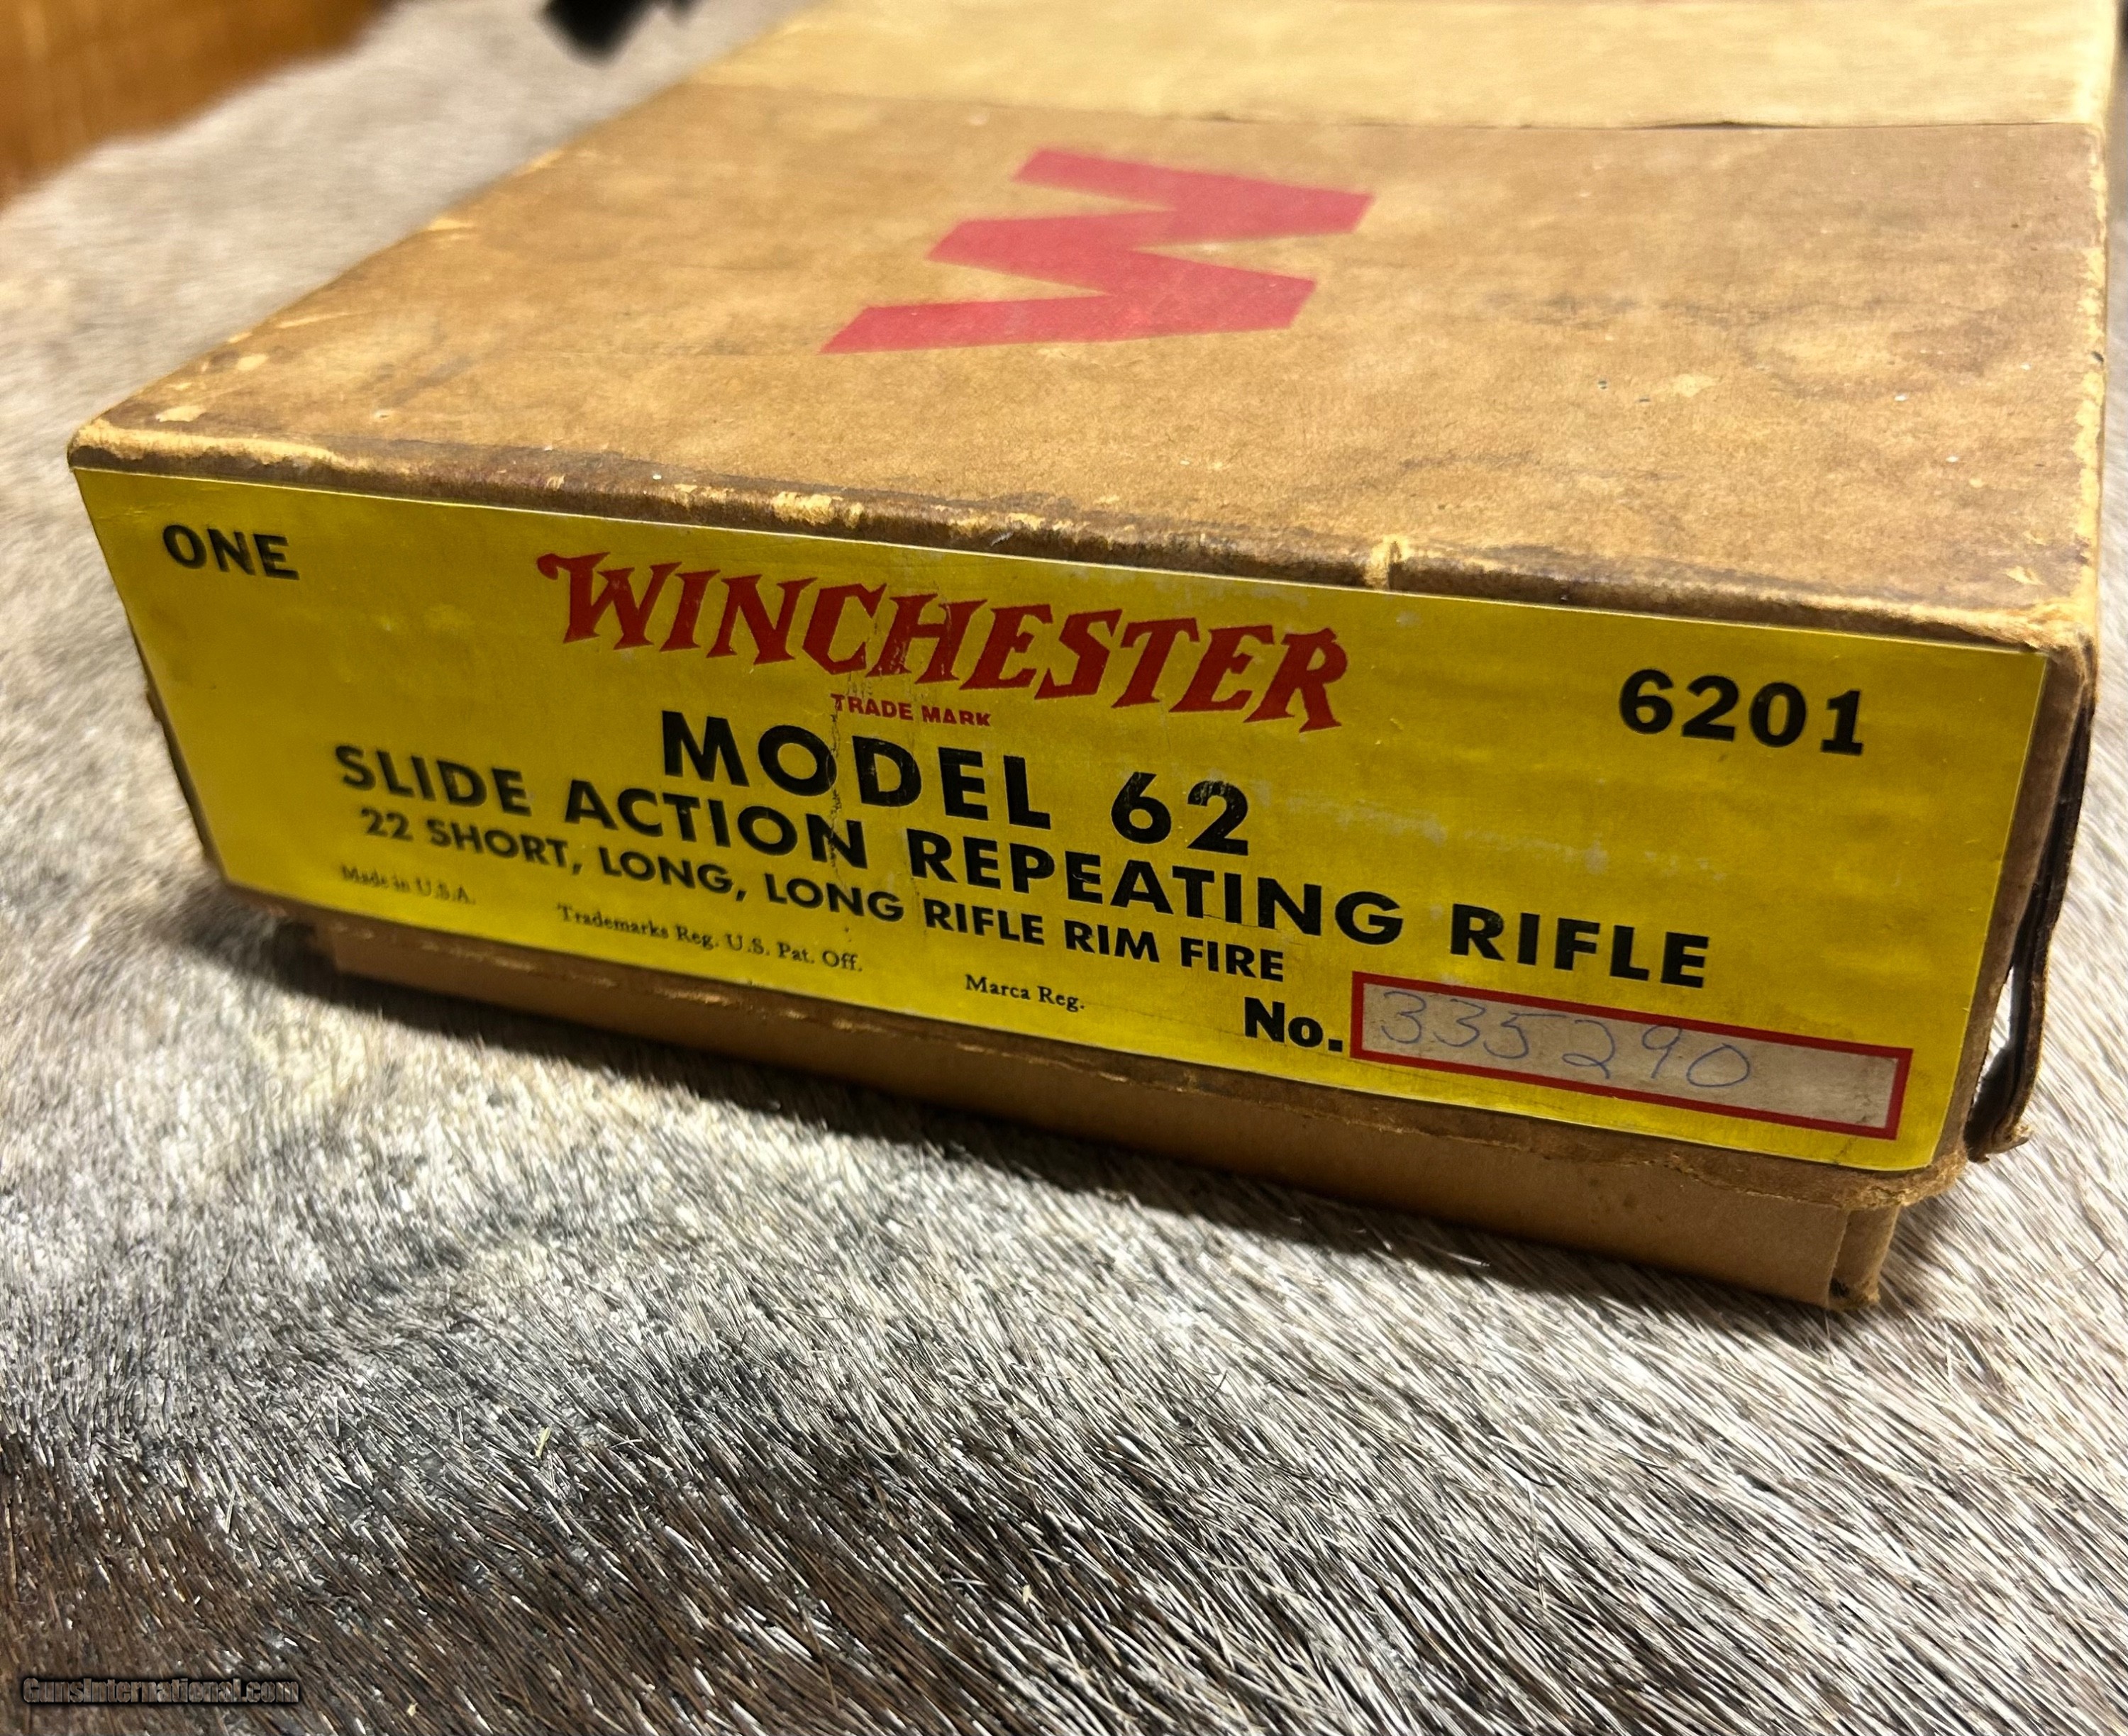 W
ONE
WINCHESTER
6201
TRADE MARK
MODEL 62
SLIDE ACTION REPEATING RIFLE
22 SHORT, LONG, LONG RIFLE RIM FIRE
Made in U.S.A.
Trademarks Reg. U.S. Pat. Off.
Marca Reg.
No. 335290
GunsInternational.com